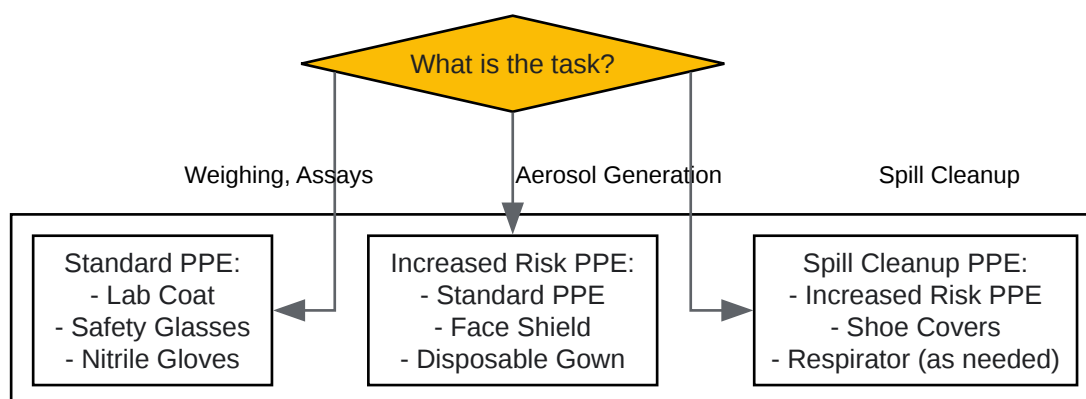 What is the task?
Weighing, Assays
Aerosol Generation
Spill Cleanup
Standard PPE:
- Lab Coat
- Safety Glasses
- Nitrile Gloves
Increased Risk PPE:
- Standard PPE
- Face Shield
- Disposable Gown
Spill Cleanup PPE:
- Increased Risk PPE
- Shoe Covers
- Respirator (as needed)